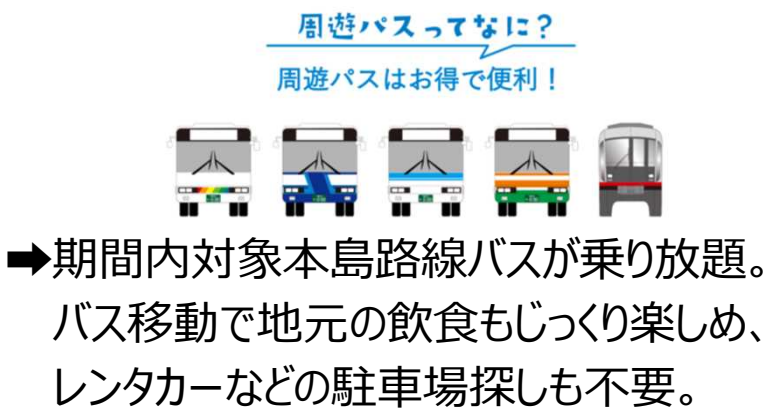 周遊パスってなに？
周遊パスはお得で便利！
➡期間内対象本島路線バスが乗り放題。
バス移動で地元の飲食もじっくり楽しめ、
レンタカーなどの駐車場探しも不要。